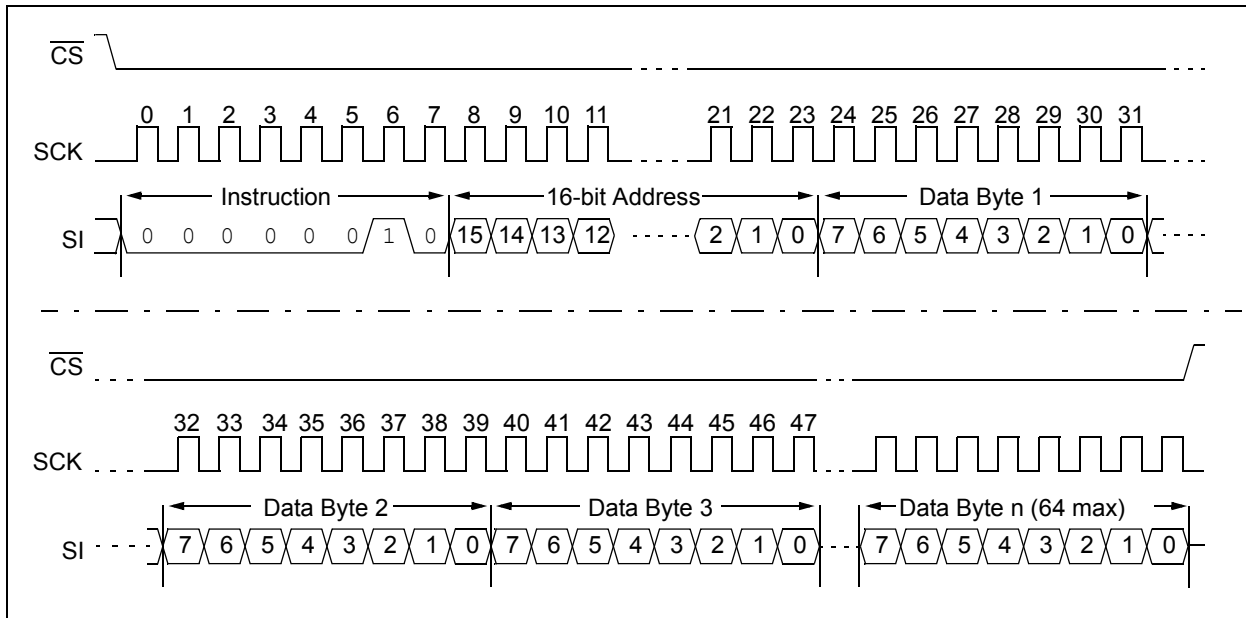 CS
0 1 2 3 4 5 6 7 8 9 10 11 21 22 23 24 25 26 27 28 29 30 31
SCK
Instruction 16-bit Address Data Byte 1
SI 0 0 0 0 0 0 1 0 15 14 13 12 2 1 0 7 6 5 4 3 2 1 0
CS
32 33 34 35 36 37 38 39 40 41 42 43 44 45 46 47
SCK
Data Byte 2 Data Byte 3 Data Byte n (64 max)
SI 7 6 5 4 3 2 1 0 7 6 5 4 3 2 1 0 7 6 5 4 3 2 1 0